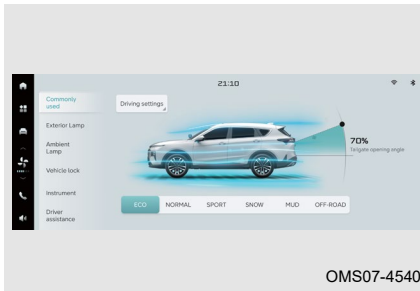 21:10
Commonly
used
Driving settings
Exterior Lamp
Ambient
Lamp
Vehicle lock
Instrument
Driver
assistance
70%
Tailgate opening angle
ECO NORMAL SPORT SNOW MUD OFF-ROAD
OMS07-4540